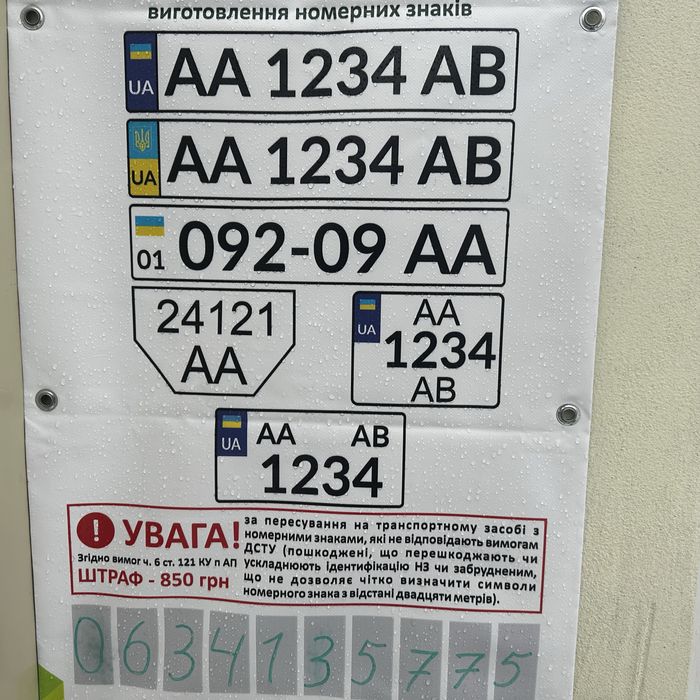 виготовлення номерних знаків
UA AA 1234 AB
UA AA 1234 AB
01 092-09 AA
24121
AA
UA AA
1234
AB
UA AA AB
1234
! УВАГА!
Згідно вимог ч. 6 ст. 121 КУ п АП
ШТРАФ - 850 грн
за пересування на транспортному засобі з
номерними знаками, які не відповідають вимогам
ДСТУ (пошкоджені, що перешкоджають чи
ускладнюють ідентифікацію НЗ чи забрудненим,
що не дозволяє чітко визначити символи
номерного знака з відстані двадцяти метрів).
0634135775